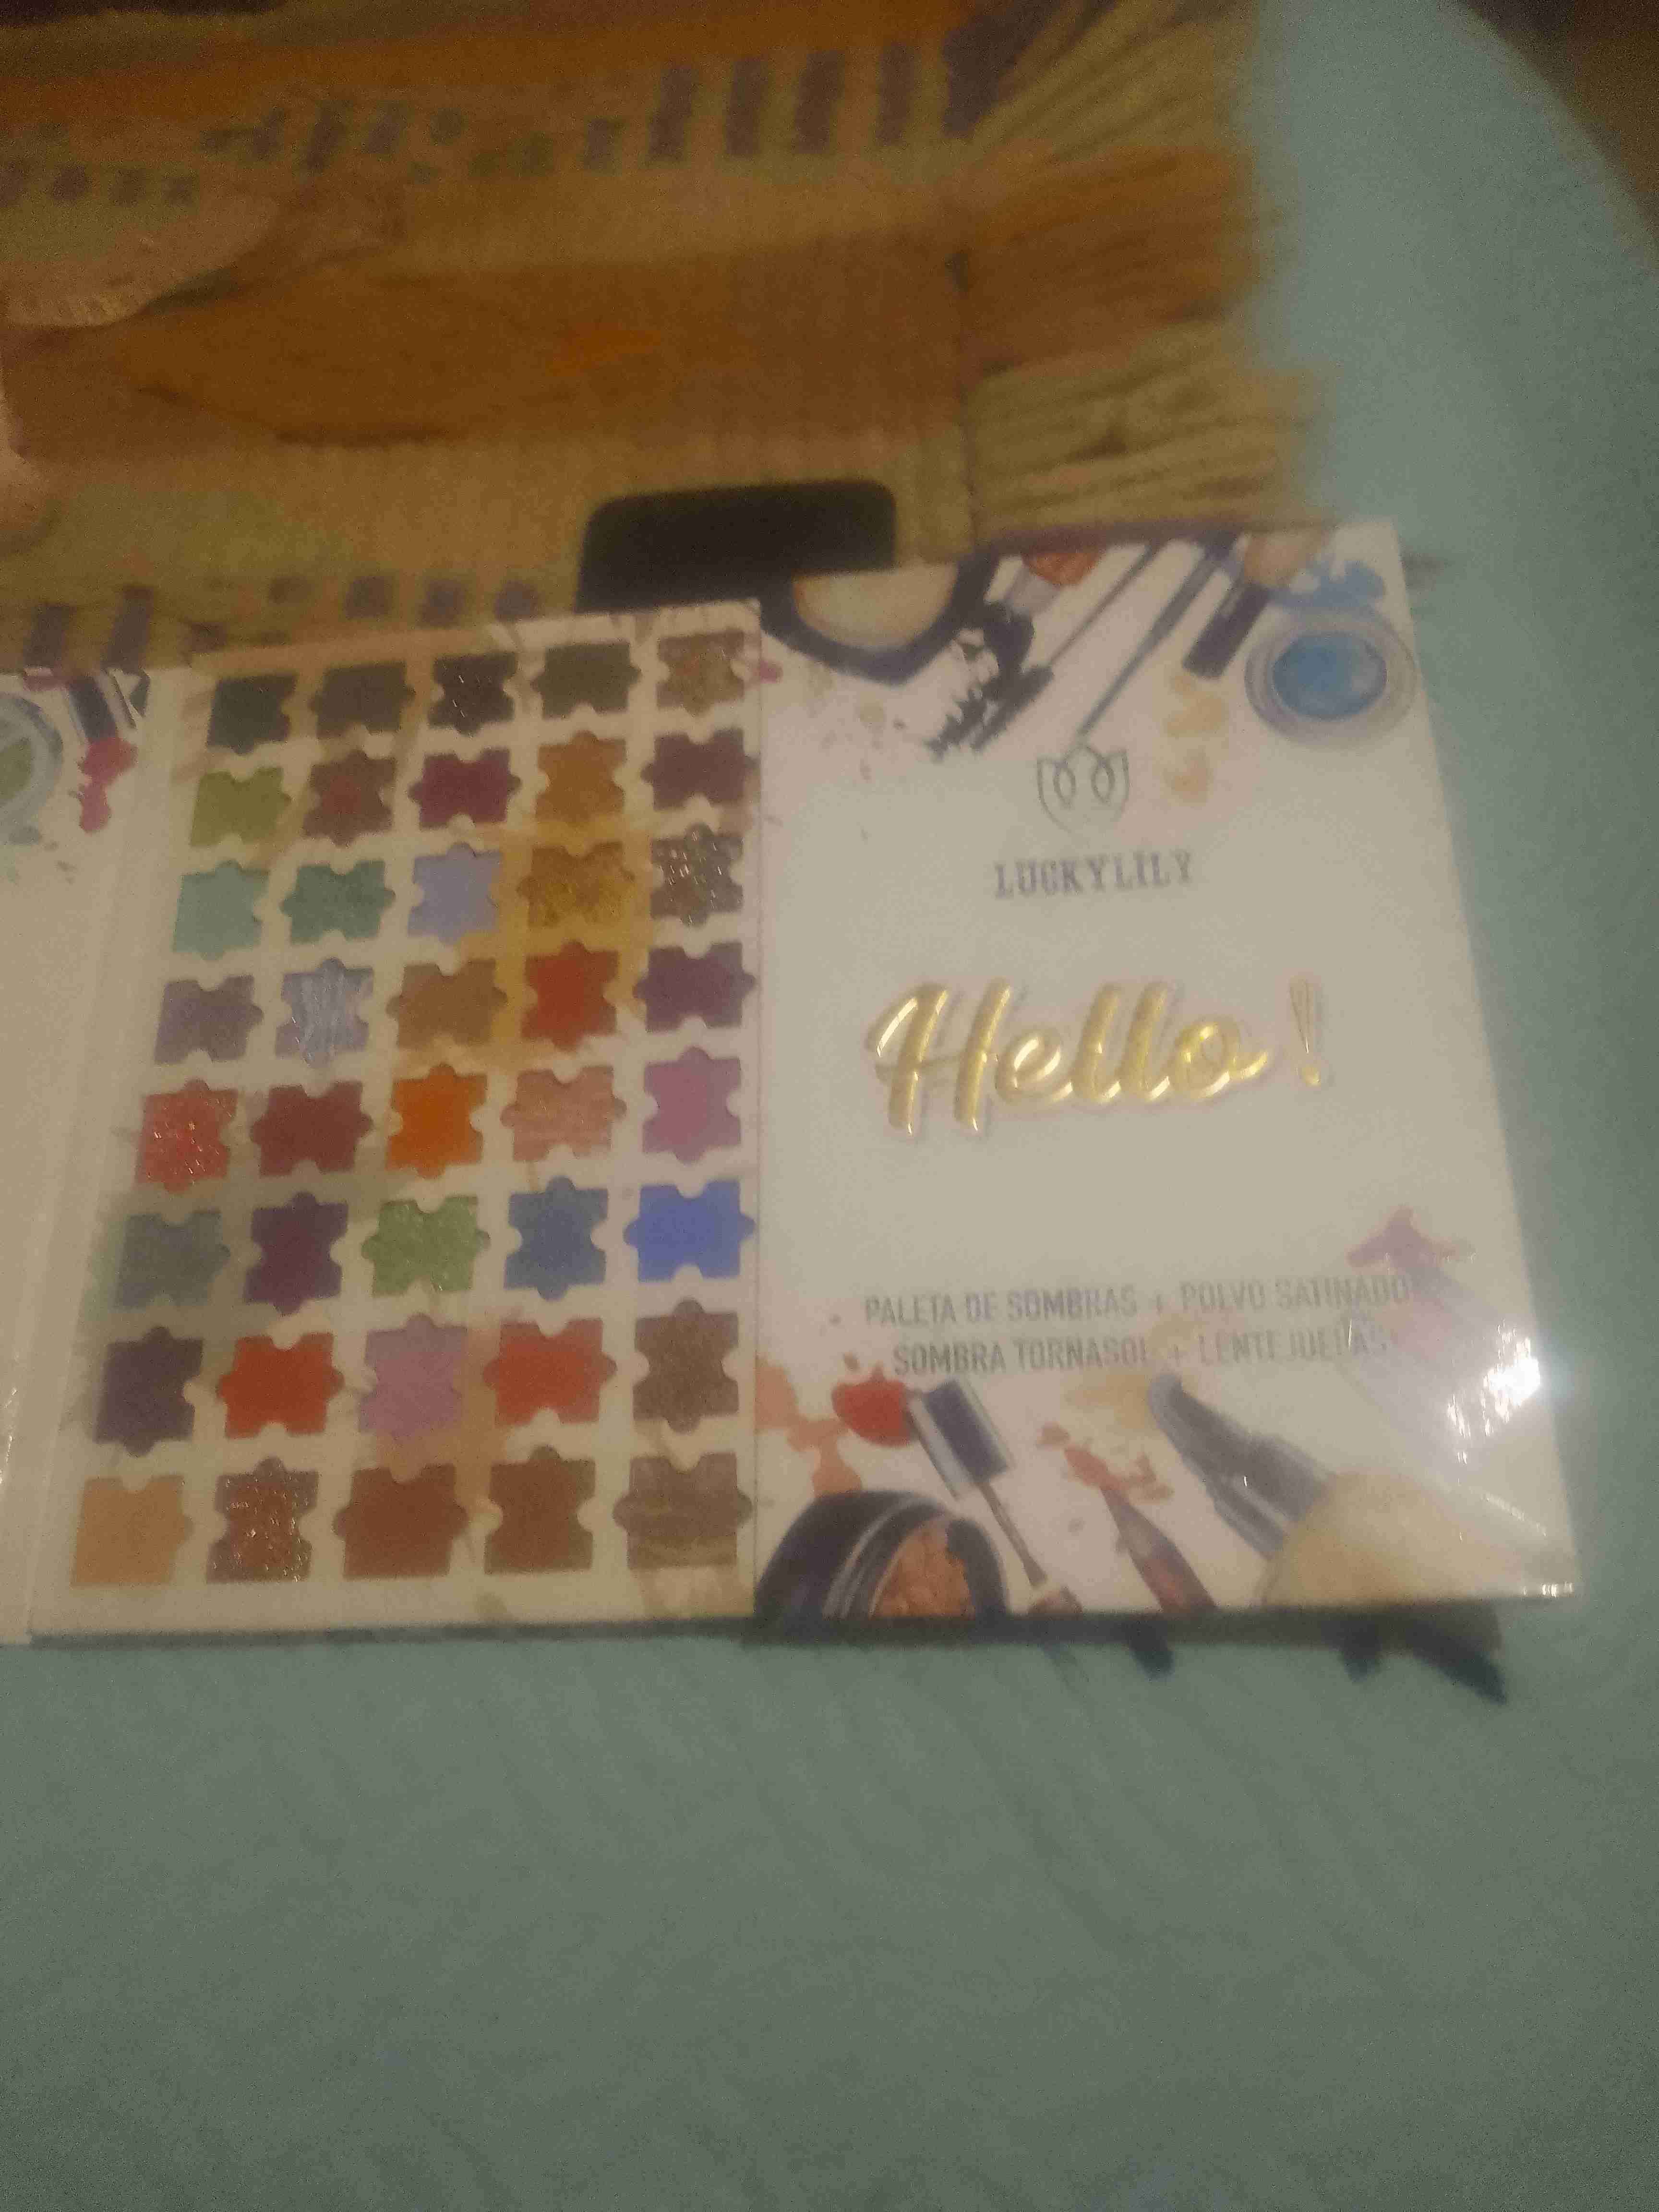 LUCKYLILY
Hello!
PALETA DE SOMBRAS + POLVO SATINADO
SOMBRA TORNASOL + LENTEJUELAS